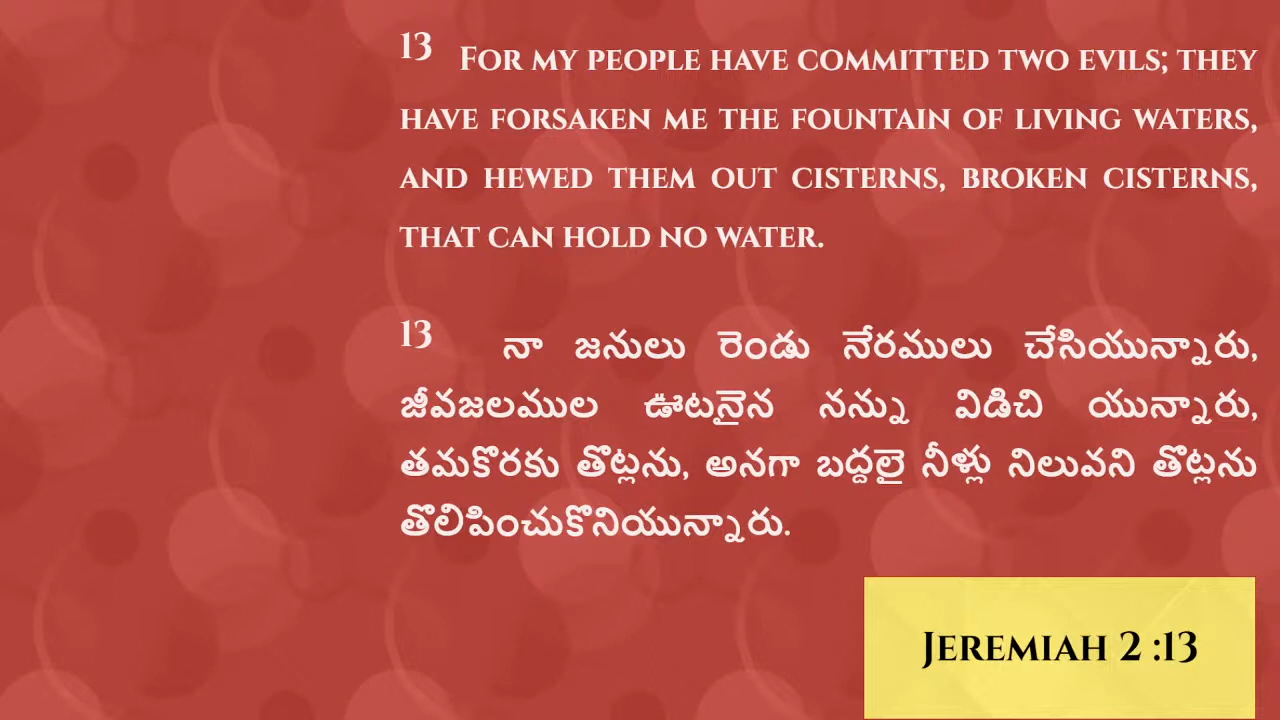 13 For my people have committed two evils; they
have forsaken me the fountain of living waters,
and hewed them out cisterns, broken cisterns,
that can hold no water.
13 నా జనులు రెండు నేరములు చేసియున్నారు,
జీవజలముల ఊటనైన నన్ను విడిచి యున్నారు,
తమకొరకు తొట్లను, అనగా బద్దలై నీళ్లు నిలువని తొట్లను
తొలిపించుకొనియున్నారు.
Jeremiah 2 :13